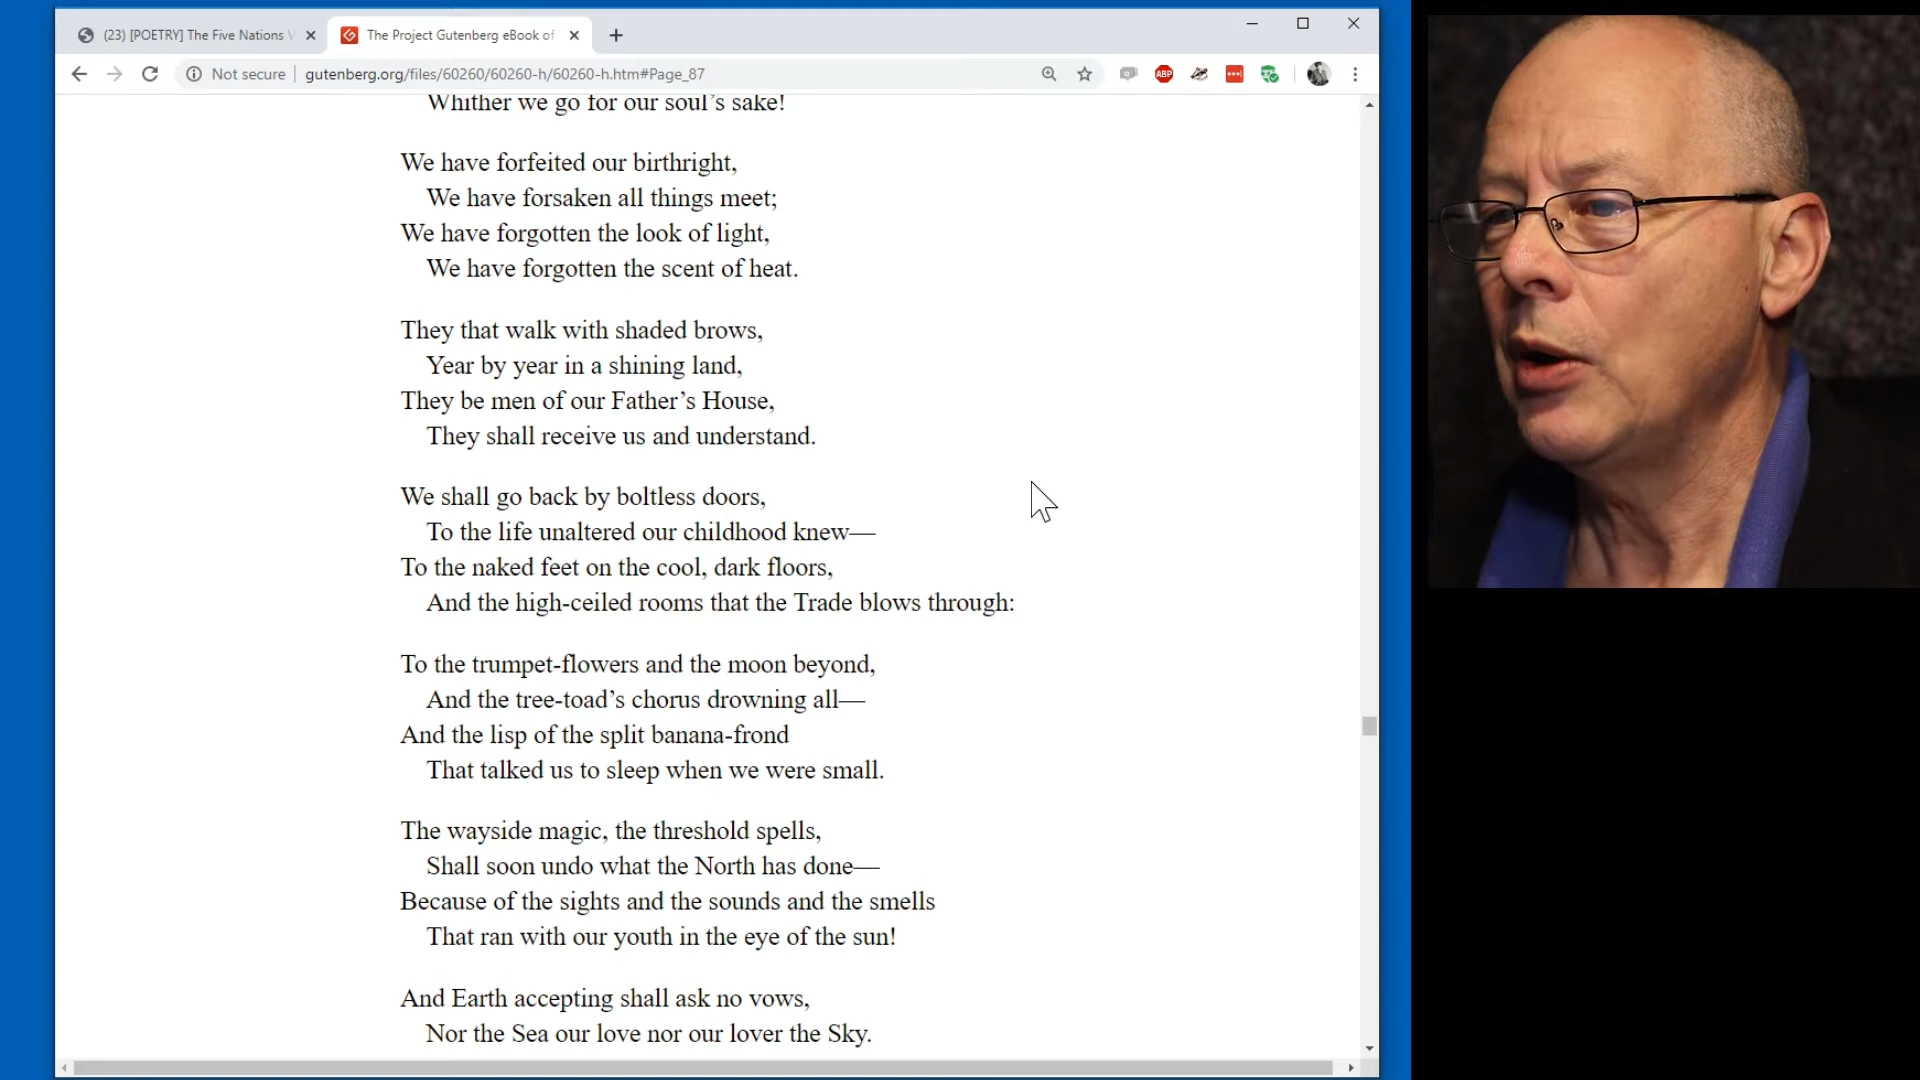 (23) [POETRY] The Five Nations
The Project Gutenberg eBook of
Not secure
gutenberg.org/files/60260/60260-h/60260-h.htm#Page_87
ABP
Whither we go for our soul’s sake!
We have forfeited our birthright,
We have forsaken all things meet;
We have forgotten the look of light,
We have forgotten the scent of heat.
They that walk with shaded brows,
Year by year in a shining land,
They be men of our Father’s House,
They shall receive us and understand.
We shall go back by boltless doors,
To the life unaltered our childhood knew—
To the naked feet on the cool, dark floors,
And the high-ceiled rooms that the Trade blows through:
To the trumpet-flowers and the moon beyond,
And the tree-toad’s chorus drowning all—
And the lisp of the split banana-frond
That talked us to sleep when we were small.
The wayside magic, the threshold spells,
Shall soon undo what the North has done—
Because of the sights and the sounds and the smells
That ran with our youth in the eye of the sun!
And Earth accepting shall ask no vows,
Nor the Sea our love nor our lover the Sky.